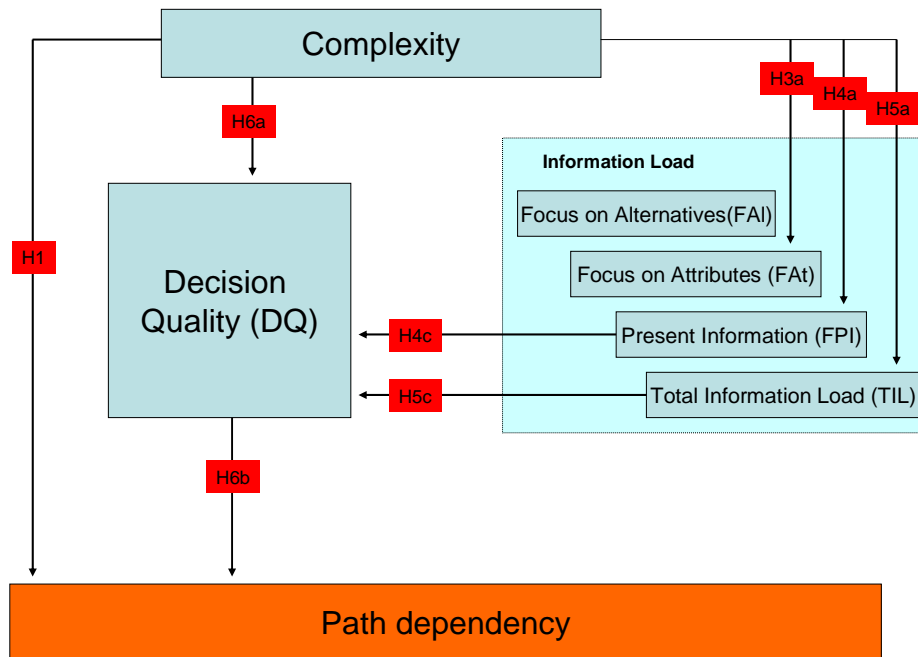 Complexity
H3a
H4a
H5a
H6a
Information Load
Focus on Alternatives(FAl)
H1
Focus on Attributes (FAt)
Decision
Quality (DQ)
H4c
Present Information (FPI)
H5c
Total Information Load (TIL)
H6b
Path dependency